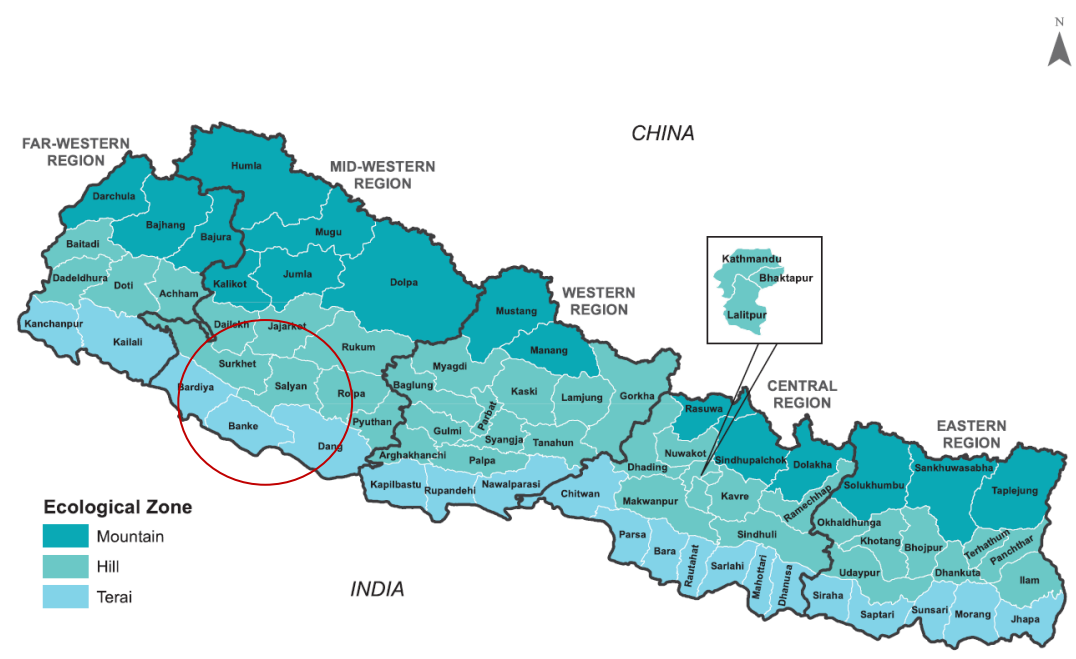 N
CHINA
FAR-WESTERN
REGION
MID-WESTERN
REGION
Humla
Darchula
Bajhang
Bajura
Mugu
Baitadi
Dadeldhura
Doti
Achham
Kalikot
Jumla
Dolpa
Kanchanpur
Kailali
Dailekh
Jajarkot
Rukum
Surkhet
Bardiya
Salyan
Rolpa
Banke
Dang
Pyuthan
WESTERN
REGION
Mustang
Manang
Myagdi
Baglung
Kaski
Lamjung
Gorkha
Parbat
Gulmi
Syangja
Tanahun
Arghakhanchi
Palpa
Kapilbastu
Rupandehi
Nawalparasi
Kathmandu
Bhaktapur
Lalitpur
CENTRAL
REGION
Rasuwa
Nuwakot
Sindhupalchok
Dolakha
Dhading
Chitwan
Makwanpur
Kavre
Ramechhap
Sindhuli
Parsa
Bara
Rautahat
Sarlahi
Mahottari
Dhanusa
EASTERN
REGION
Sankhuwasabha
Taplejung
Solukhumbu
Okhaldhunga
Khotang
Bhojpur
Terhathum
Panchthar
Udaypur
Dhankuta
Ilam
Siraha
Saptari
Sunsari
Morang
Jhapa
Ecological Zone
Mountain
Hill
Terai
INDIA